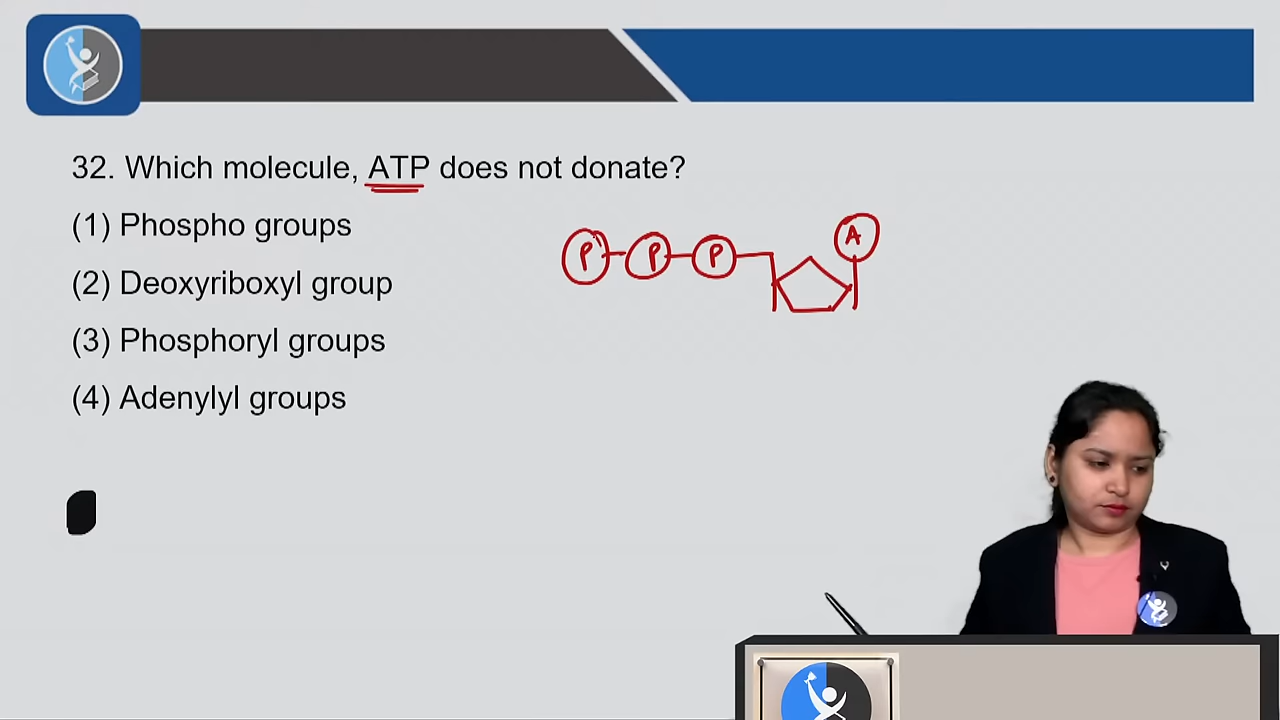 32. Which molecule, ATP does not donate?
(1) Phospho groups
(2) Deoxyriboxyl group
(3) Phosphoryl groups
(4) Adenylyl groups
P P P A